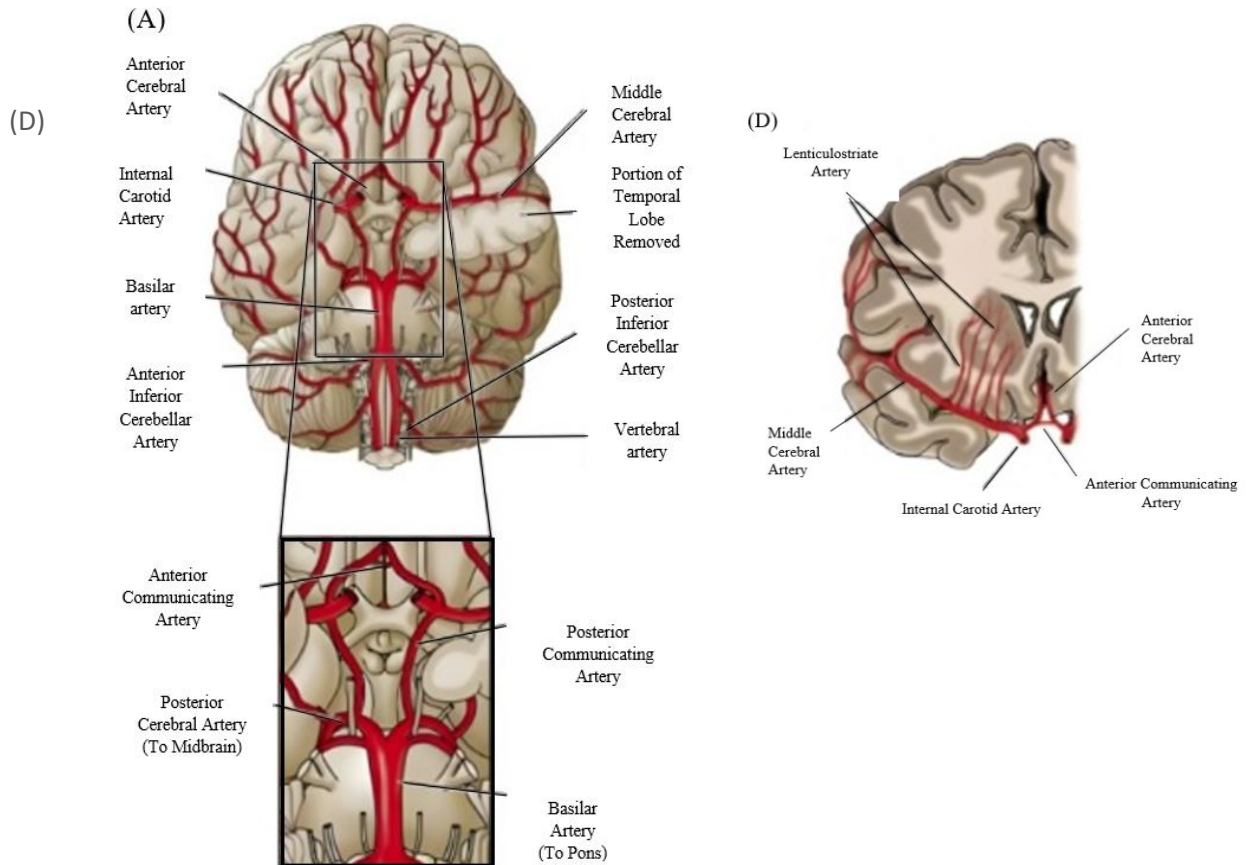 (A)
Anterior
Cerebral
Artery
(D)
Internal
Carotid
Artery
Basilar
artery
Anterior
Inferior
Cerebellar
Artery
Middle
Cerebral
Artery
Portion of
Temporal
Lobe
Removed
Posterior
Inferior
Cerebellar
Artery
Vertebral
artery
Anterior
Communicating
Artery
Posterior
Communicating
Artery
Posterior
Cerebral Artery
(To Midbrain)
Basilar
Artery
(To Pons)
(D)
Lenticulostriate
Artery
Anterior
Cerebral
Artery
Middle
Cerebral
Artery
Anterior Communicating
Artery
Internal Carotid Artery